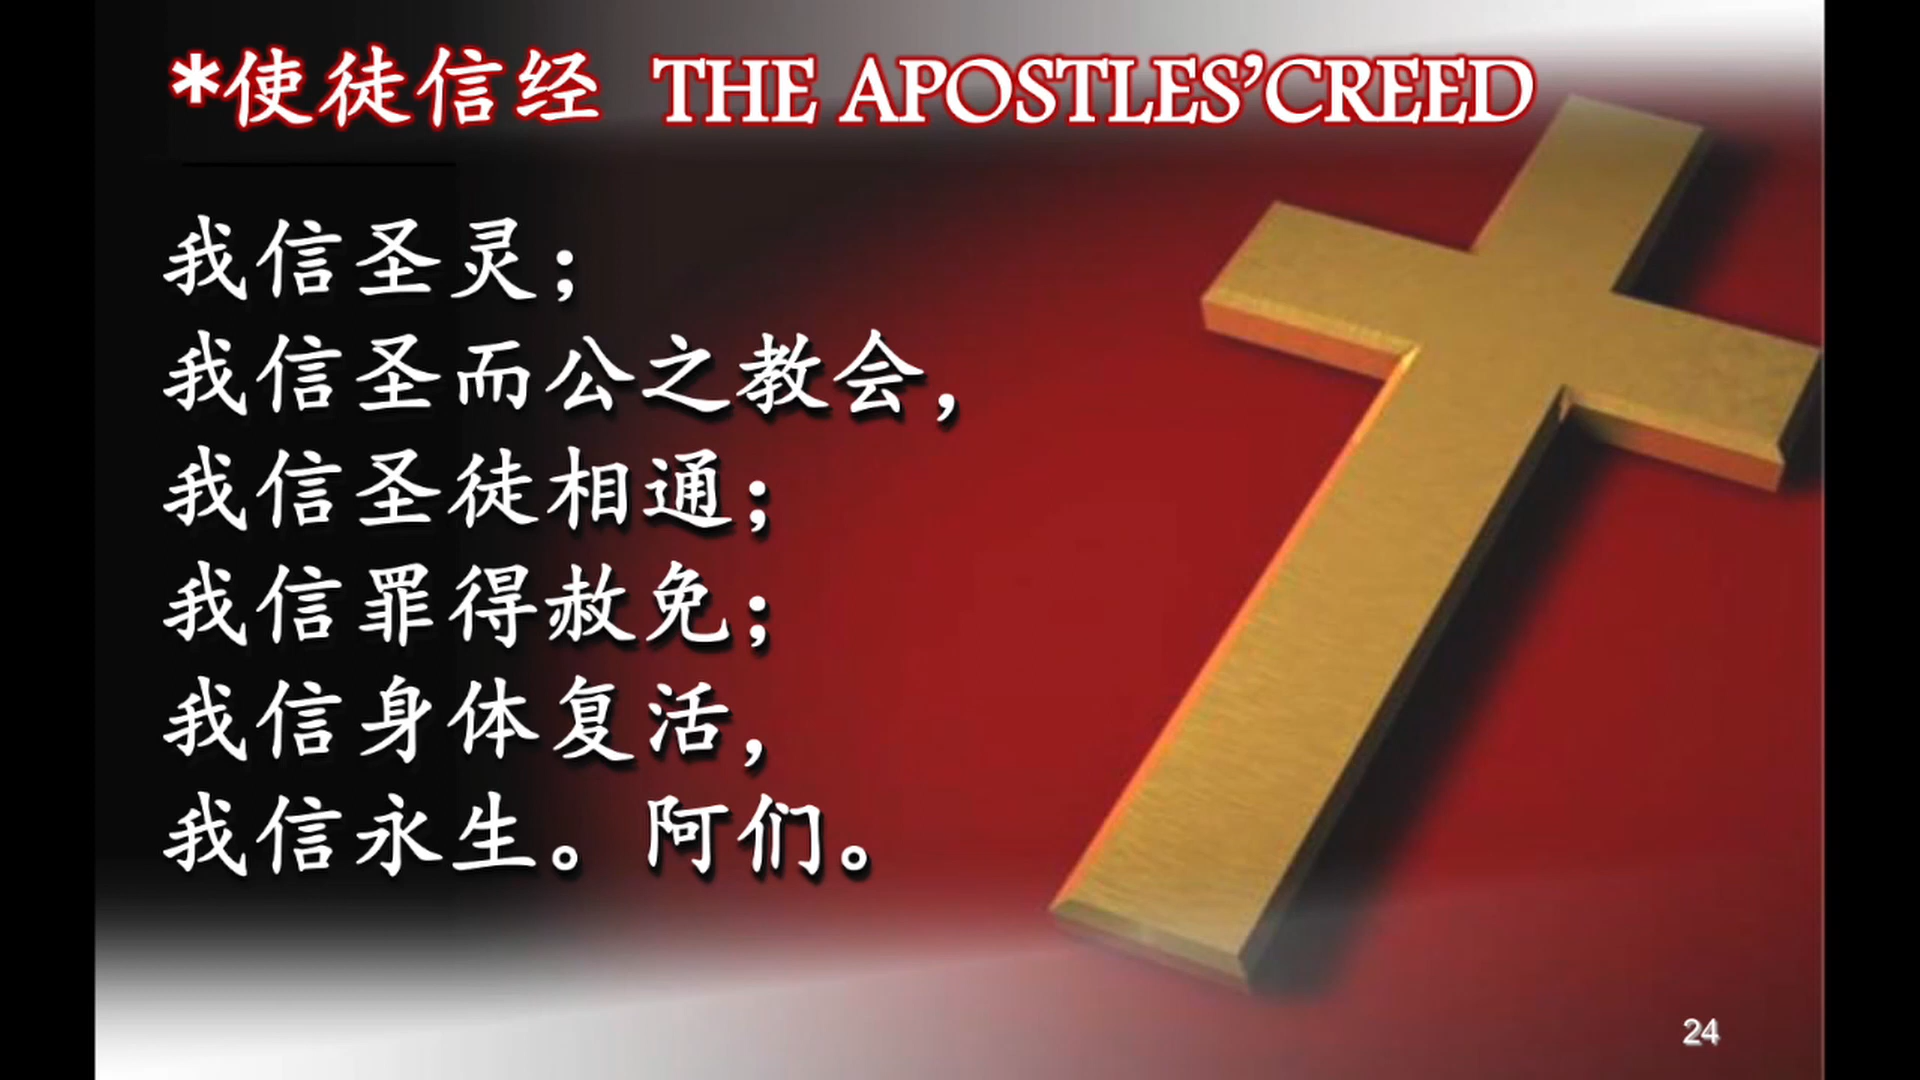 *使徒信经 THE APOSTLES’CREED
我信圣灵；
我信圣而公之教会，
我信圣徒相通；
我信罪得赦免；
我信身体复活，
我信永生。阿们。
24